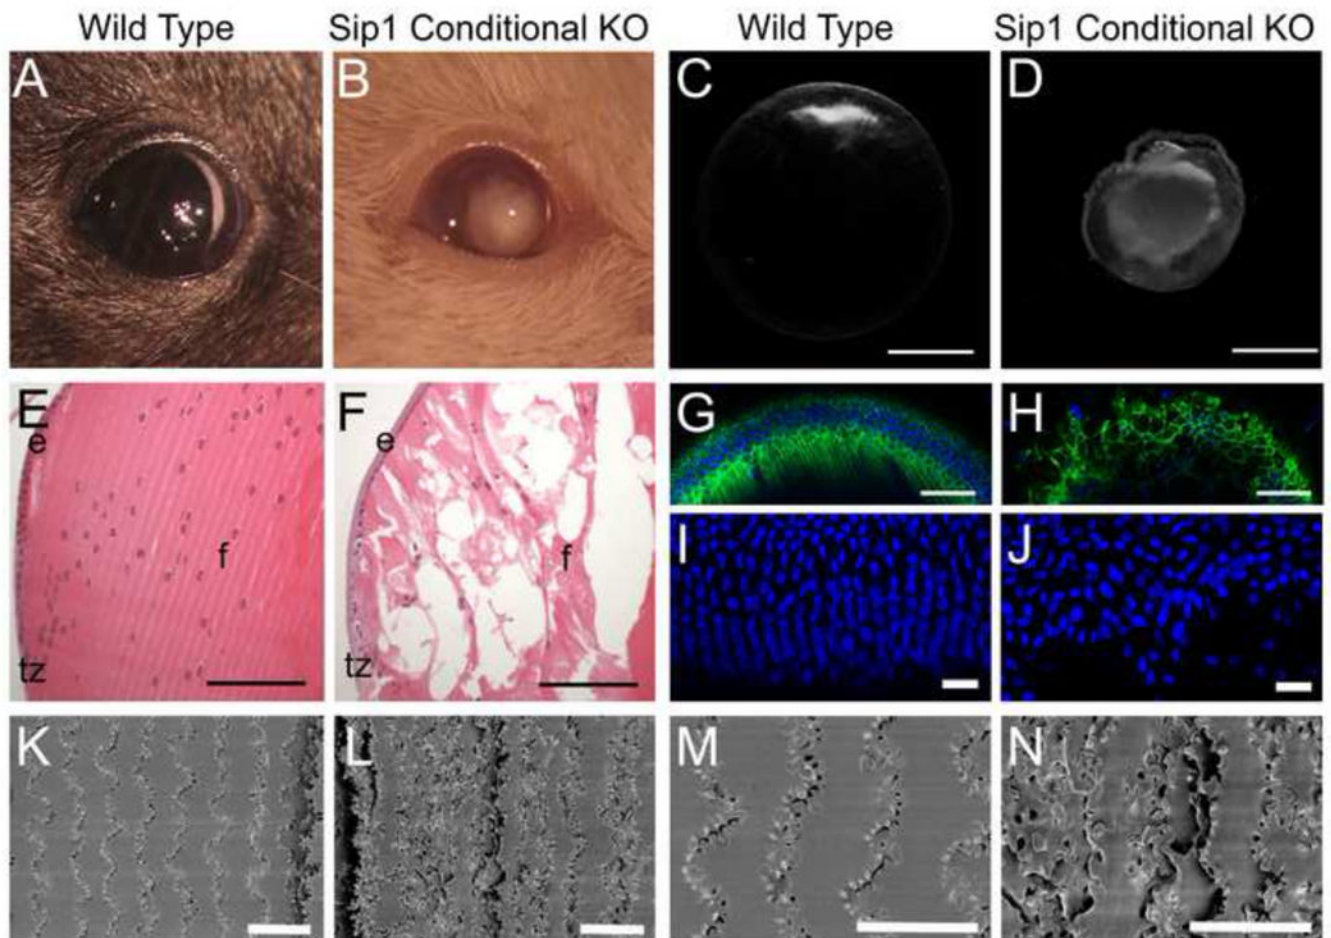 Wild Type Sip1 Conditional KO Wild Type Sip1 Conditional KO
A B C D
E F G H
e e
f f
I J
tz tz
K L M N